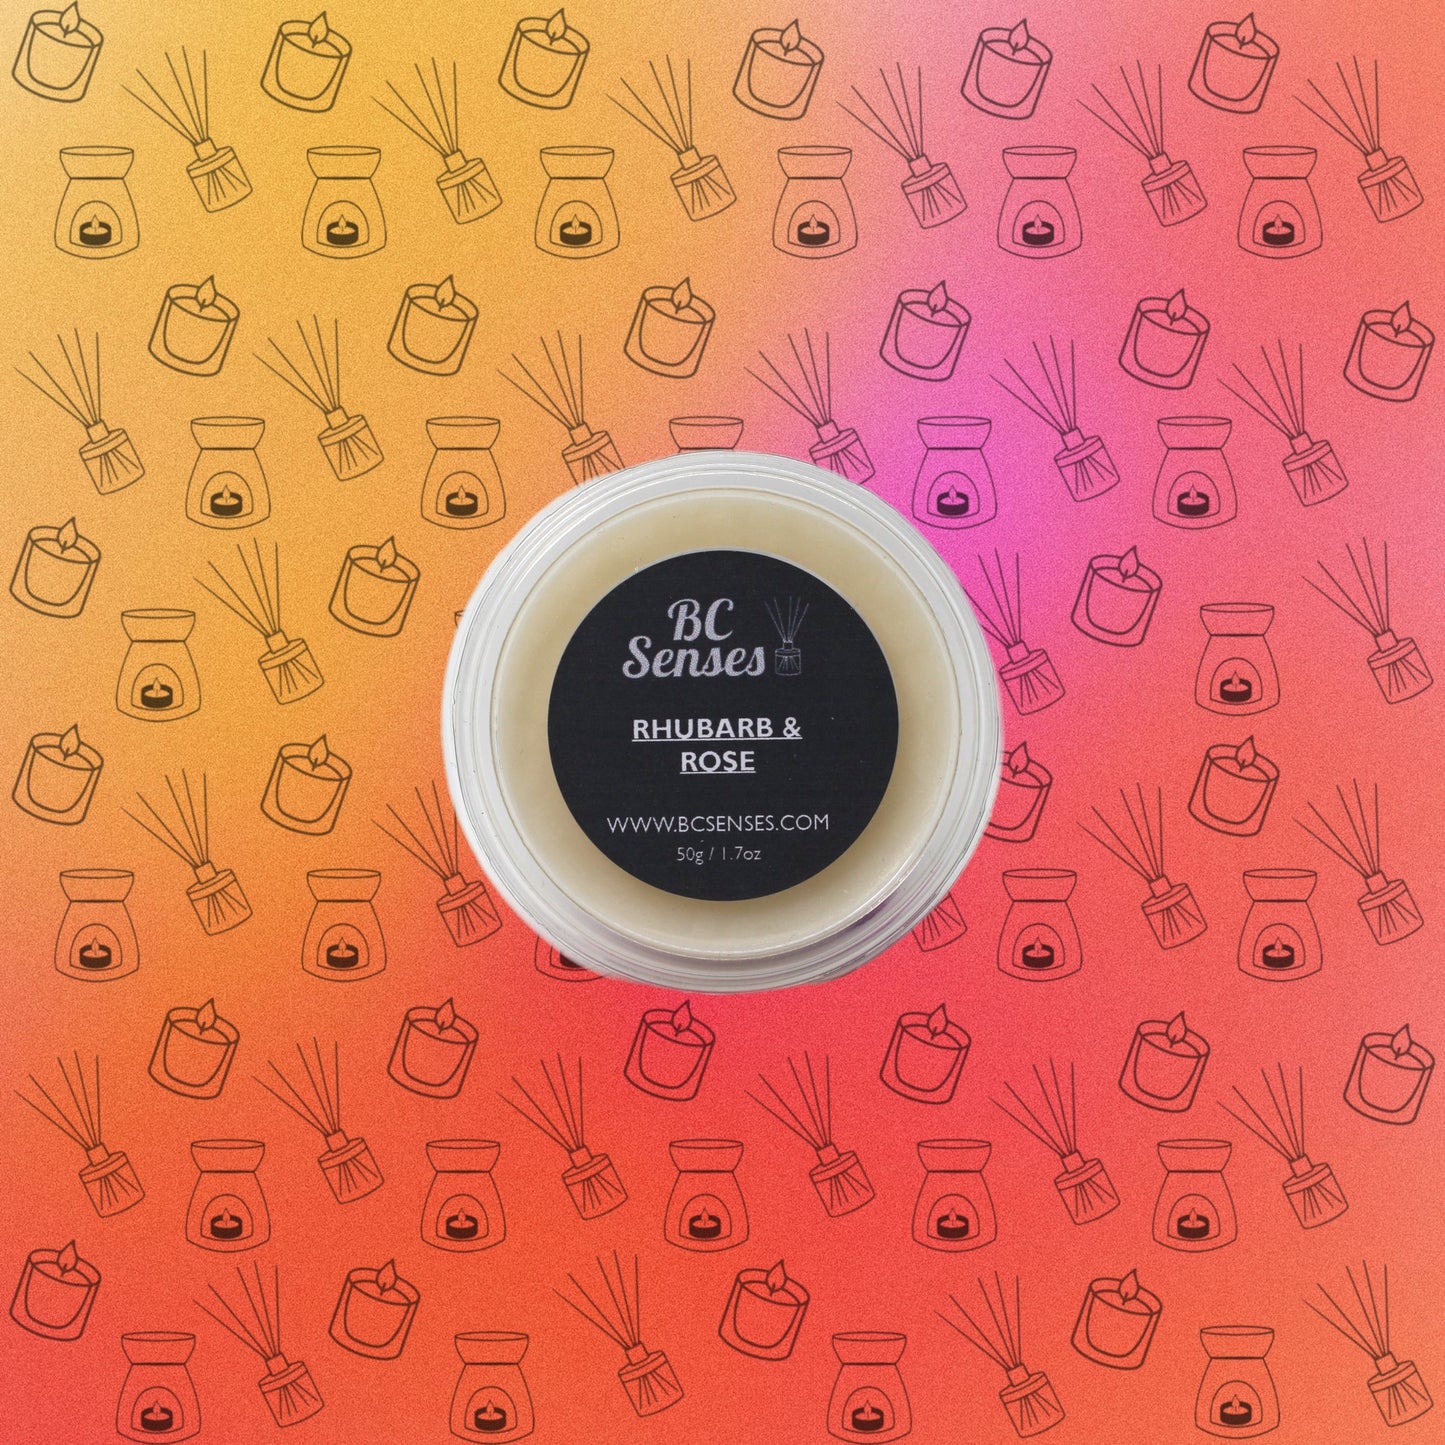 BC
Senses
RHUBARB &
ROSE
WWW.BCSENSES.COM
50g / 1.7oz